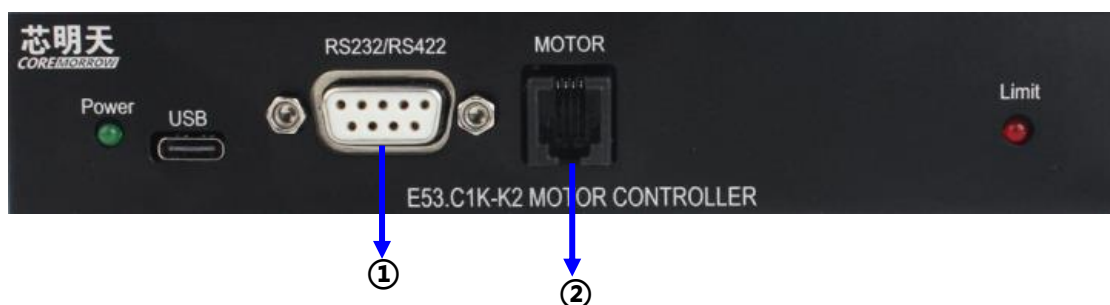 芯明天
COREMORROW
RS232/RS422
MOTOR
Power
USB
Limit
E53.C1K-K2 MOTOR CONTROLLER
①
②